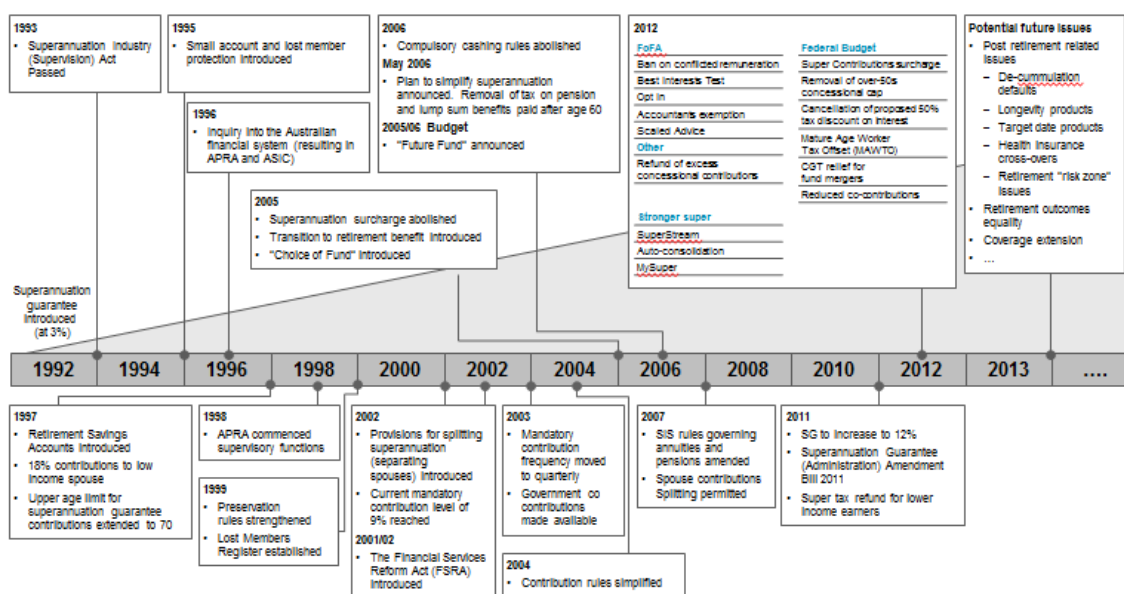 1993
• Superannuation Industry
(Supervision) Act
Passed
1995
• Small account and lost member
protection introduced
1996
• Inquiry into the Australian
financial system (resulting in
APRA and ASIC)
2006
• Compulsory cashing rules abolished
May 2006
• Plan to simplify superannuation
announced. Removal of tax on pension
and lump sum benefits paid after age 60
2005/06 Budget
• "Future Fund" announced
2005
• Superannuation surcharge abolished
• Transition to retirement benefit introduced
• "Choice of Fund" introduced
2012
FoFA
Ban on conflicted remuneration
Best Interests Test
Opt In
Accountants exemption
Scaled Advice
Other
Refund of excess
concessional contributions
Stronger super
SuperStream
Auto-consolidation
MySuper
Federal Budget
Super Contributions surcharge
Removal of over-50s
concessional cap
Cancellation of proposed 50%
tax discount on interest
Mature Age Worker
Tax Offset (MAWTO)
CGT relief for
fund mergers
Reduced co-contributions
Potential future issues
• Post retirement related
issues
– De-cummulation
defaults
– Longevity products
– Target date products
– Health insurance
cross-overs
– Retirement "risk zone"
issues
• Retirement outcomes
equality
• Coverage extension
• ...
Superannuation
guarantee
introduced
(at 3%)
1992 1994 1996 1998 2000 2002 2004 2006 2008 2010 2012 2013 ....
1997
• Retirement Savings
Accounts introduced
• 18% contributions to low
income spouse
• Upper age limit for
superannuation guarantee
contributions extended to 70
1998
• APRA commenced
supervisory functions
1999
• Preservation
rules strengthened
• Lost Members
Register established
2002
• Provisions for splitting
superannuation
(separating
spouses) introduced
• Current mandatory
contribution level of
9% reached
2001/02
• The Financial Services
Reform Act (FSRA)
introduced
2003
• Mandatory
contribution
frequency moved
to quarterly
• Government co
contributions
made available
2004
• Contribution rules simplified
2007
• SIS rules governing
annuities and
pensions amended
• Spouse contributions
Splitting permitted
2011
• SG to increase to 12%
• Superannuation Guarantee
(Administration) Amendment
Bill 2011
• Super tax refund for lower
income earners